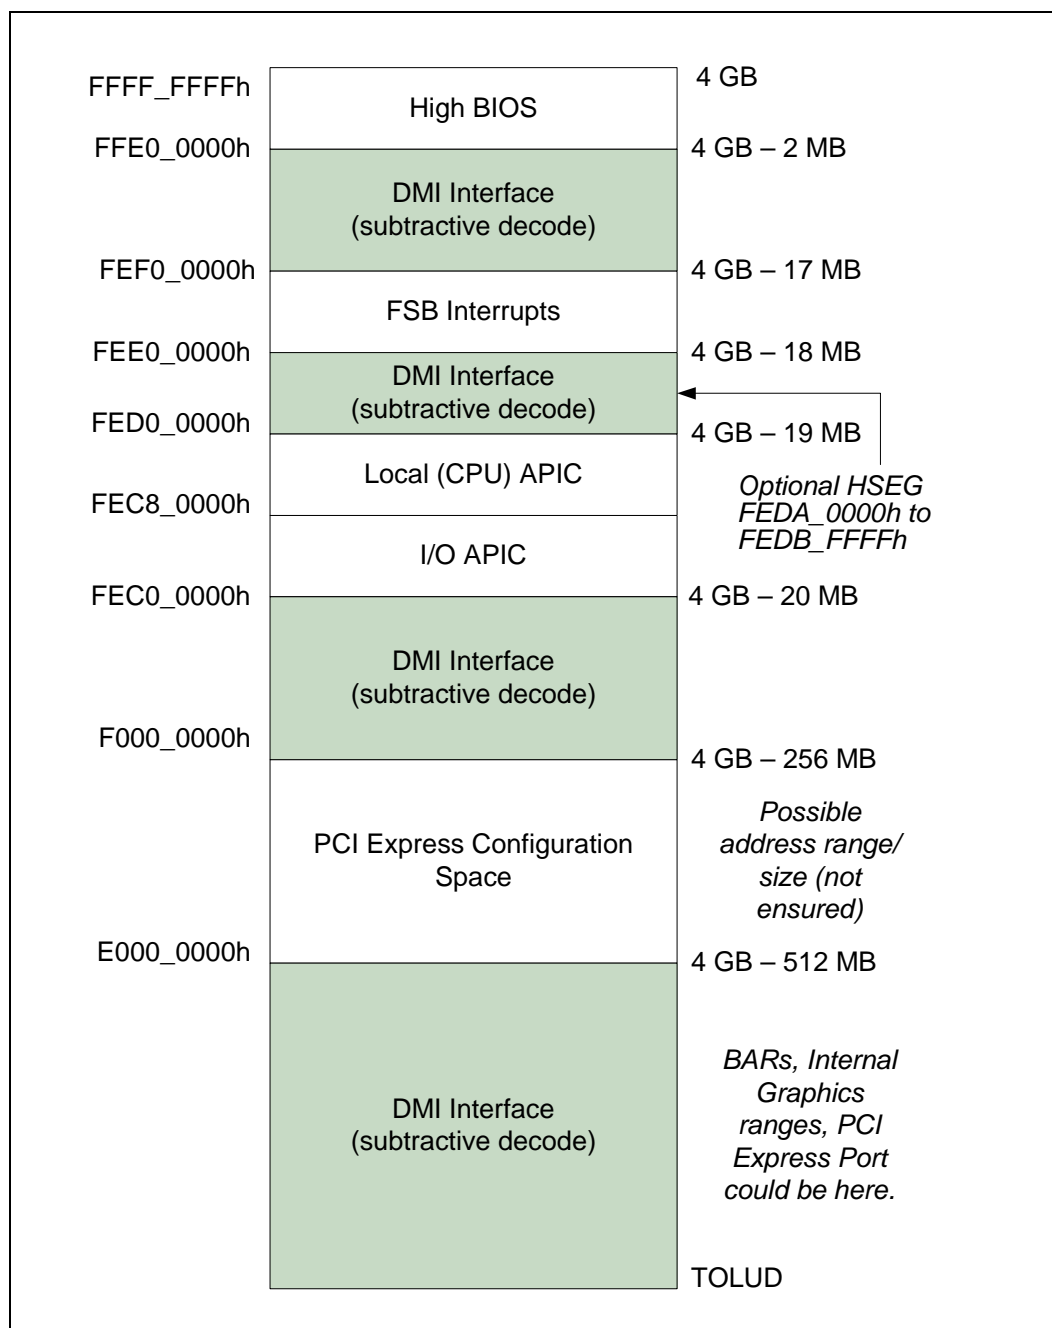 FFFF_FFFFh
4 GB
High BIOS
FFE0_0000h
4 GB – 2 MB
DMI Interface
(subtractive decode)
FEF0_0000h
4 GB – 17 MB
FSB Interrupts
FEE0_0000h
4 GB – 18 MB
DMI Interface
(subtractive decode)
FED0_0000h
4 GB – 19 MB
Local (CPU) APIC
Optional HSEG
FEDA_0000h to
FEDB_FFFFh
FEC8_0000h
I/O APIC
FEC0_0000h
4 GB – 20 MB
DMI Interface
(subtractive decode)
F000_0000h
4 GB – 256 MB
PCI Express Configuration
Space
Possible
address range/
size (not
ensured)
E000_0000h
4 GB – 512 MB
DMI Interface
(subtractive decode)
BARs, Internal
Graphics
ranges, PCI
Express Port
could be here.
TOLUD